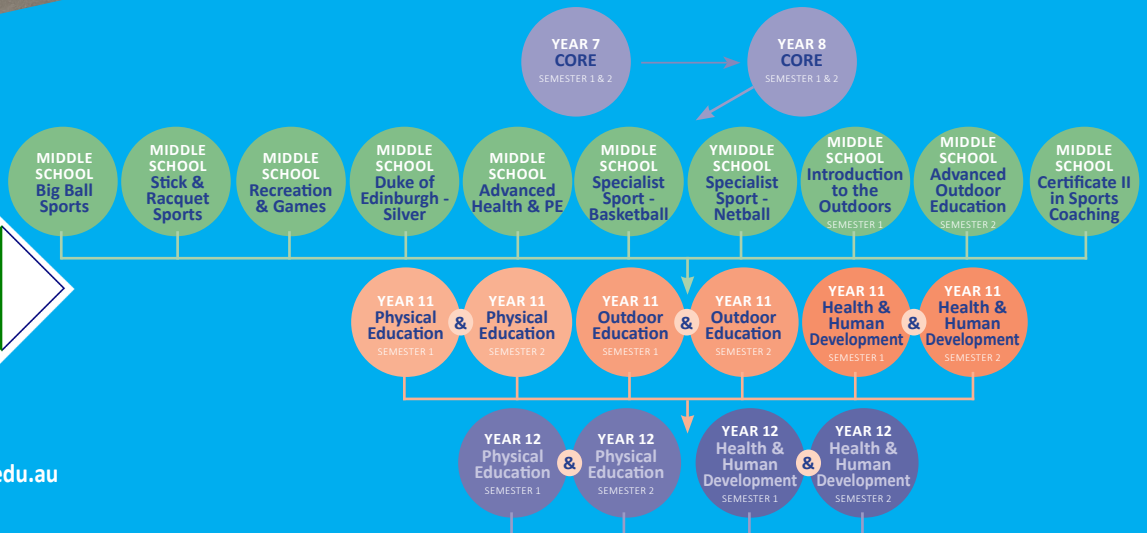 YEAR 7
CORE
SEMESTER 1 & 2
YEAR 8
CORE
SEMESTER 1 & 2
MIDDLE
SCHOOL
Big Ball
Sports
MIDDLE
SCHOOL
Stick &
Racquet
Sports
MIDDLE
SCHOOL
Recreation
& Games
MIDDLE
SCHOOL
Duke of
Edinburgh -
Silver
MIDDLE
SCHOOL
Advanced
Health & PE
MIDDLE
SCHOOL
Specialist
Sport -
Basketball
YMIDDLE
SCHOOL
Specialist
Sport -
Netball
MIDDLE
SCHOOL
Introduction
to the
Outdoors
SEMESTER 1
MIDDLE
SCHOOL
Advanced
Outdoor
Education
SEMESTER 2
MIDDLE
SCHOOL
Certificate II
in Sports
Coaching
YEAR 11
Physical
Education
SEMESTER 1
&
YEAR 11
Physical
Education
SEMESTER 2
YEAR 11
Outdoor
Education
SEMESTER 1
&
YEAR 11
Outdoor
Education
SEMESTER 2
YEAR 11
Health &
Human
Development
SEMESTER 1
&
YEAR 11
Health &
Human
Development
SEMESTER 2
YEAR 12
Physical
Education
SEMESTER 1
&
YEAR 12
Physical
Education
SEMESTER 2
YEAR 12
Health &
Human
Development
SEMESTER 1
&
YEAR 12
Health &
Human
Development
SEMESTER 2
edu.au